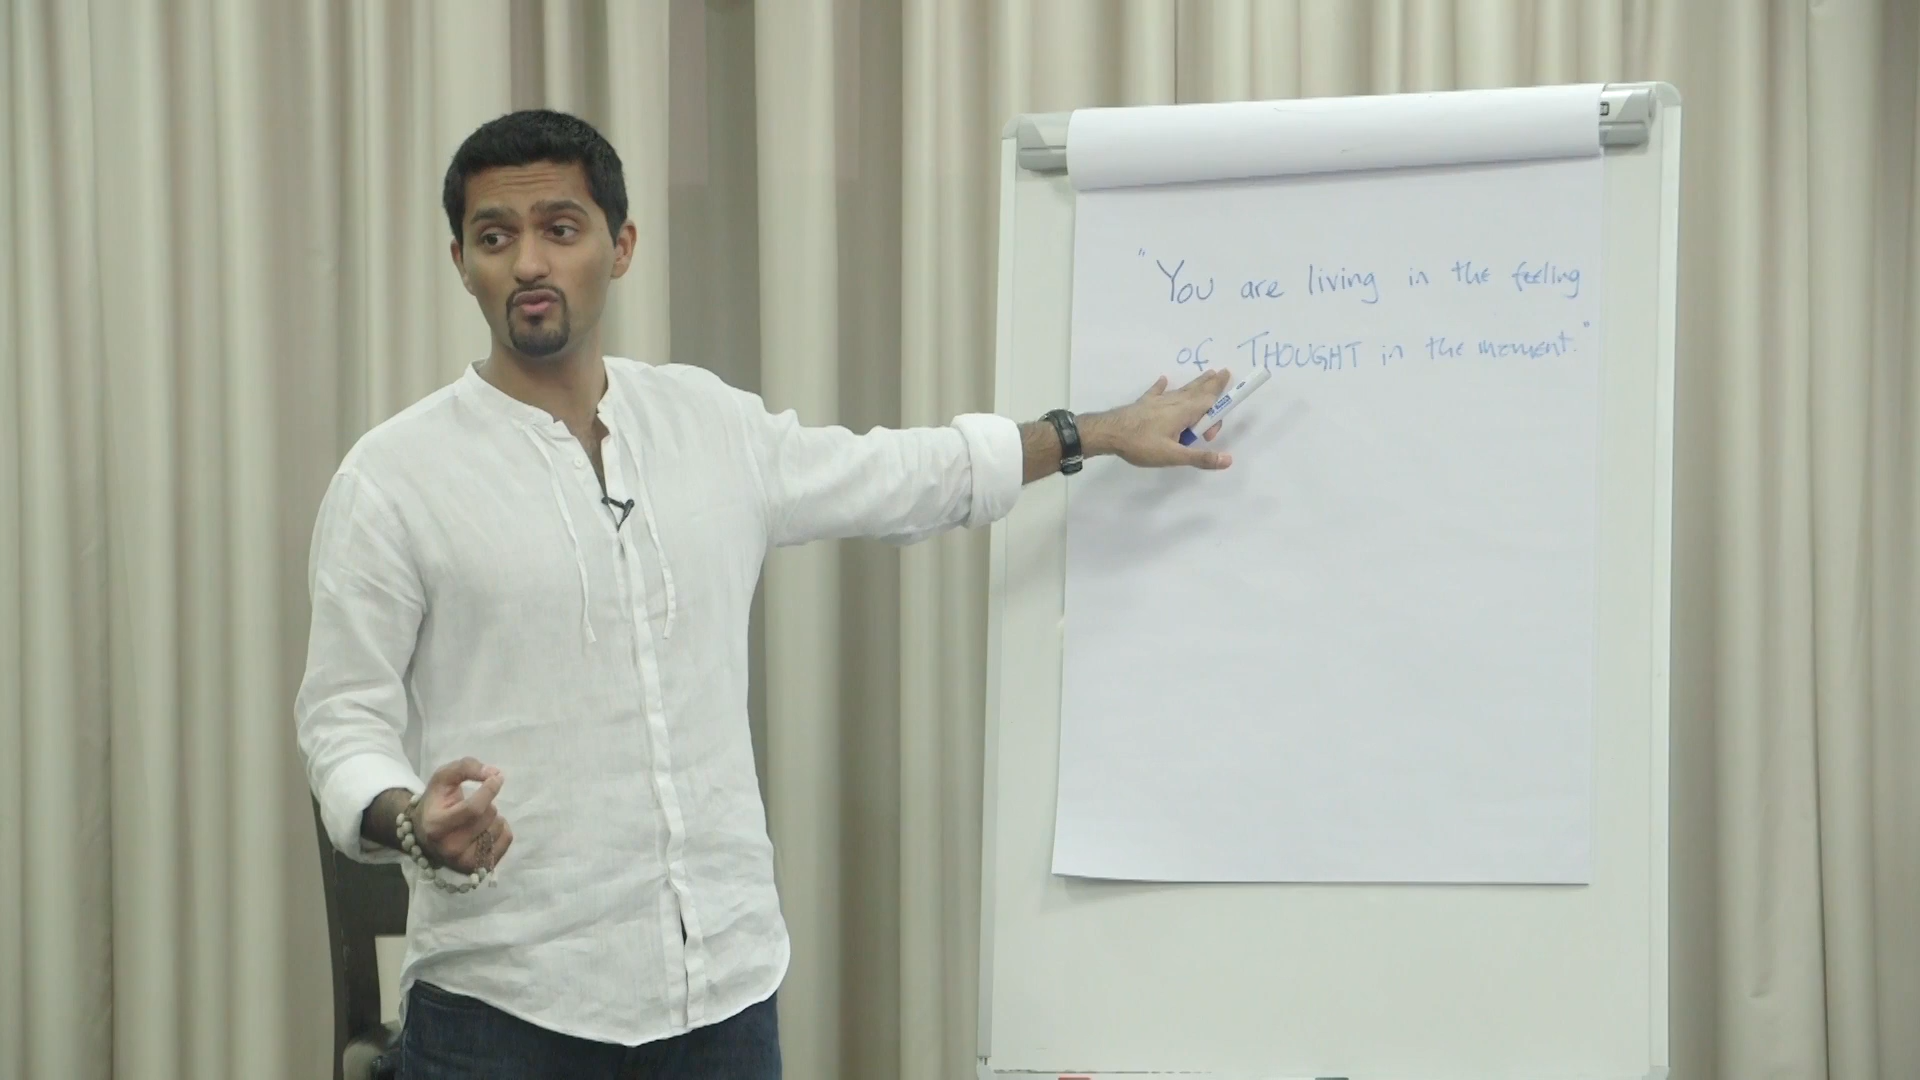 "You are living in the feeling
of THOUGHT in the moment."